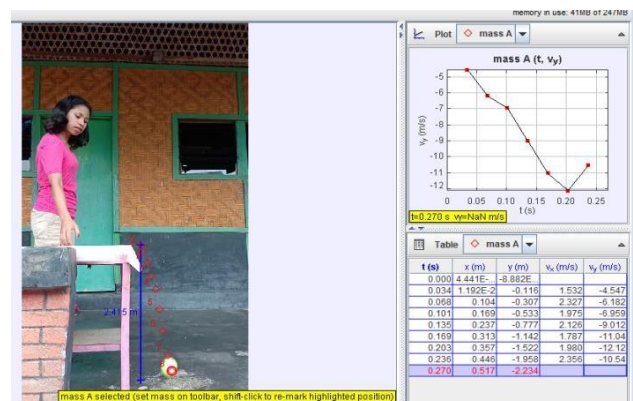 memory in use: 41MB of 247MB
Plot mass A
mass A (t, vy)
-5
-6
-7
-8
-9
-10
-11
-12
vy (m/s)
0 0.05 0.10 0.15 0.20 0.25
t (s)
t=0.270 s vy=NaN m/s
2.415 m
Table mass A
t (s) x (m) y (m) vx (m/s) vy (m/s)
0.000 4.441E-... -8.882E...
0.034 1.192E-2 -0.116 1.532 -4.547
0.068 0.104 -0.307 2.327 -6.182
0.101 0.169 -0.533 1.975 -6.959
0.135 0.237 -0.777 2.126 -9.012
0.169 0.313 -1.142 1.787 -11.04
0.203 0.357 -1.522 1.980 -12.12
0.236 0.446 -1.958 2.356 -10.54
0.270 0.517 -2.234
mass A selected (set mass on toolbar, shift-click to re-mark highlighted position)